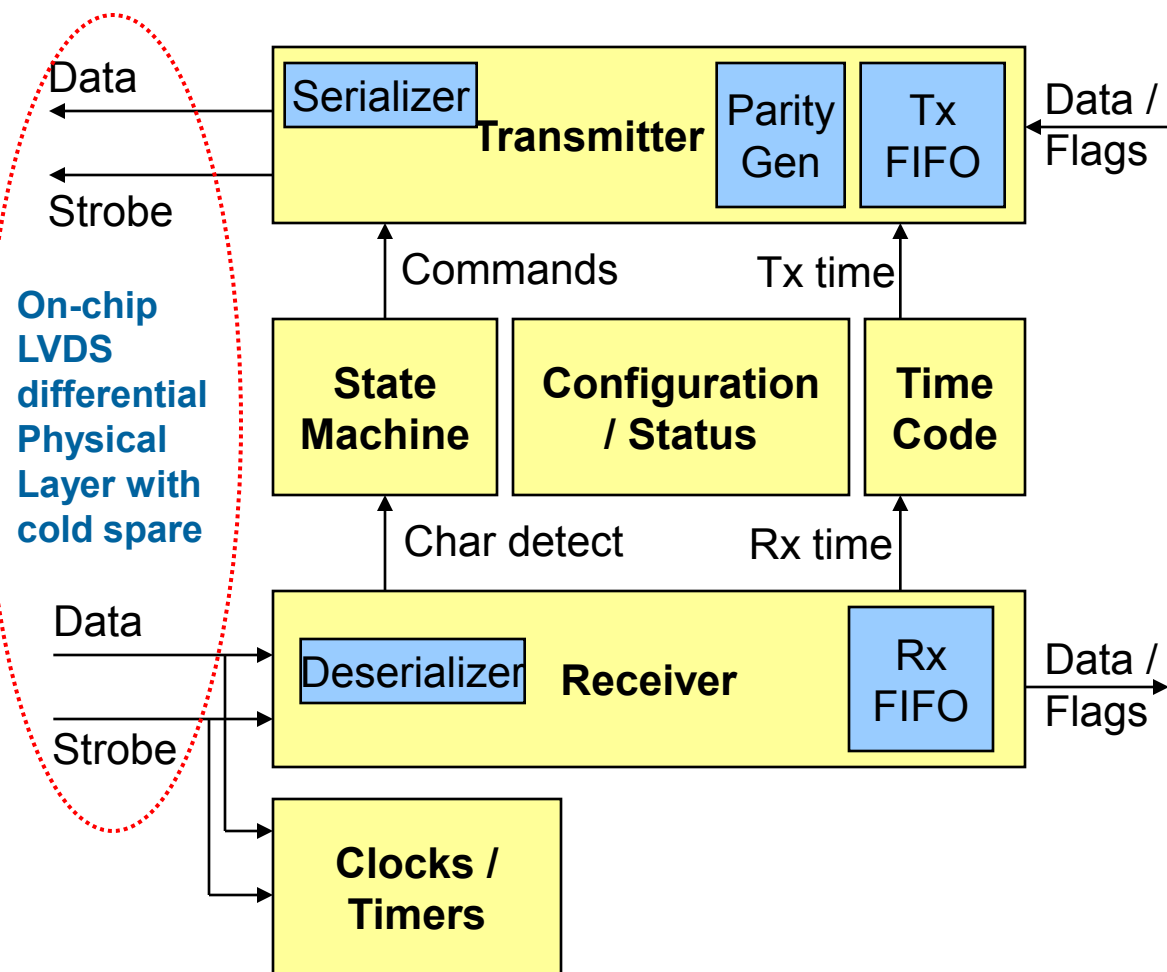 Data
Strobe
Serializer
Transmitter
Parity
Gen
Tx
FIFO
Data /
Flags
Commands
Tx time
On-chip
LVDS
differential
Physical
Layer with
cold spare
State
Machine
Configuration
/ Status
Time
Code
Char detect
Rx time
Data
Strobe
Deserializer
Receiver
Rx
FIFO
Data /
Flags
Clocks /
Timers